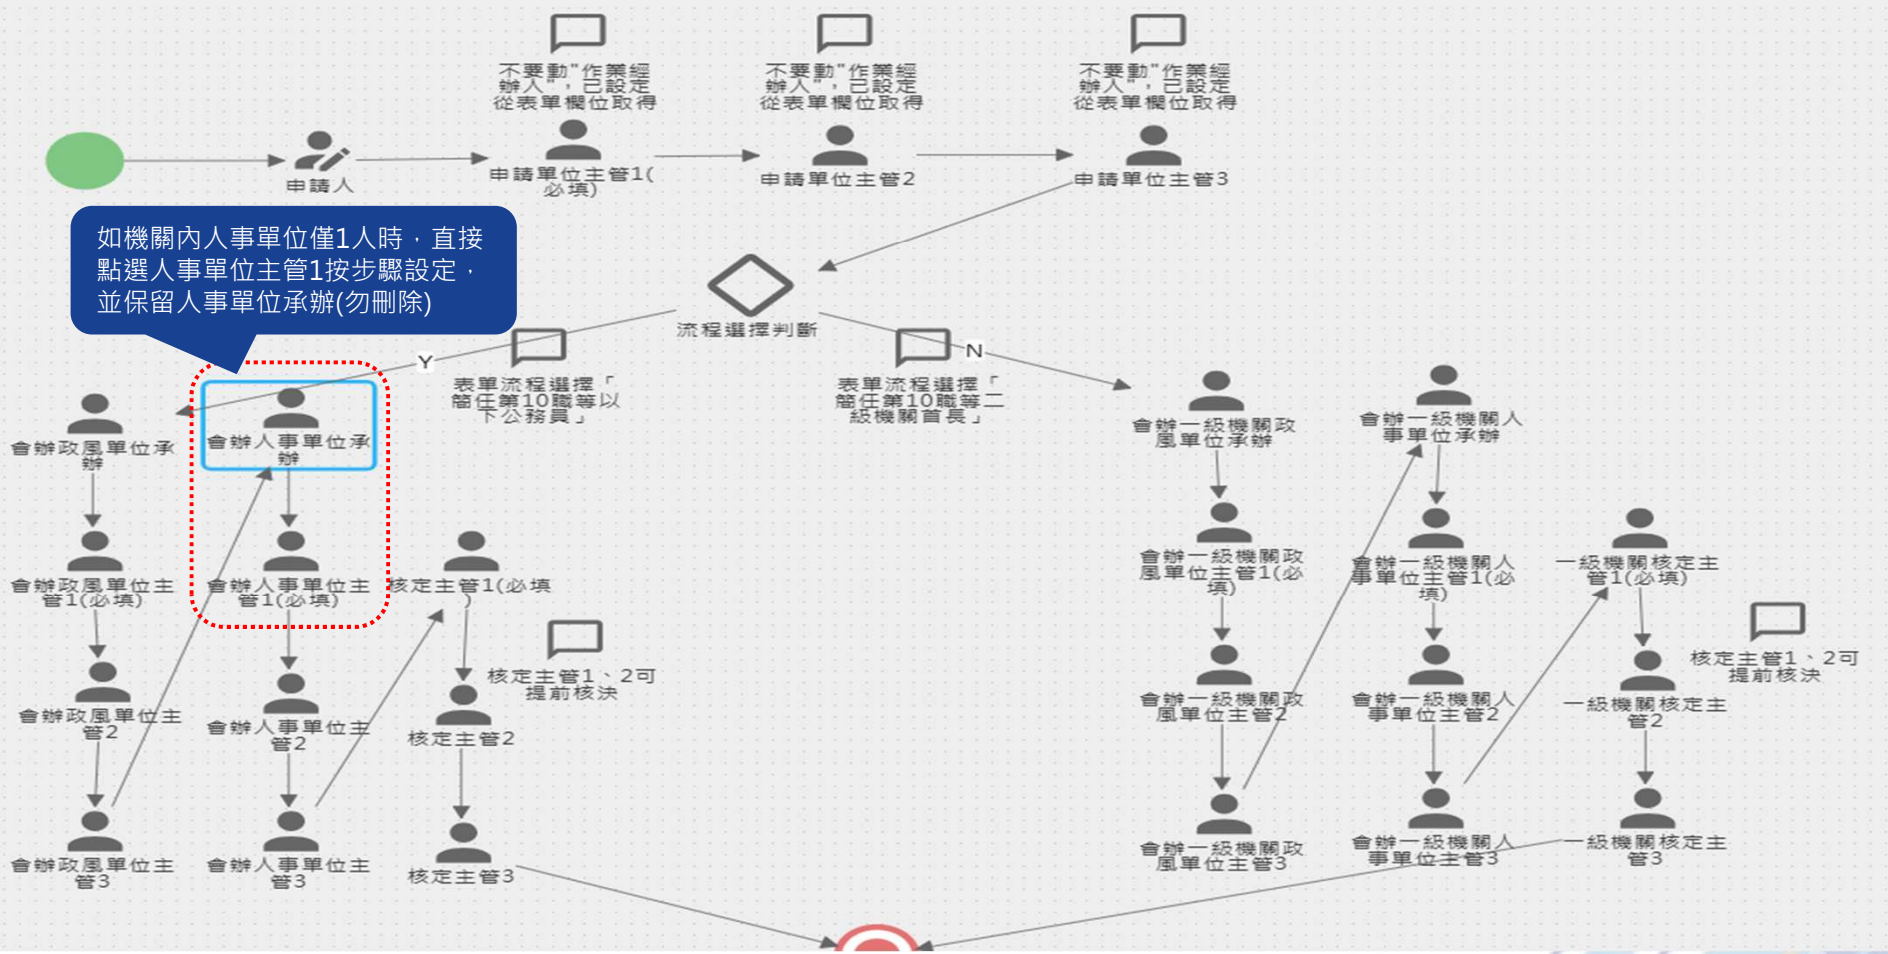 不要動"作業經
辦人"，已設定
從表單欄位取得
不要動"作業經
辦人"，已設定
從表單欄位取得
不要動"作業經
辦人"，已設定
從表單欄位取得
申請人
申請單位主管1(
必填)
申請單位主管2
申請單位主管3
如機關內人事單位僅1人時，直接
點選人事單位主管1按步驟設定，
並保留人事單位承辦(勿刪除)
流程選擇判斷
Y
N
表單流程選擇「
簡任第10職等以
下公務員」
表單流程選擇「
簡任第10職等二
級機關首長」
會辦政風單位承
辦
會辦人事單位承
辦
會辦一級機關政
風單位承辦
會辦一級機關人
事單位承辦
會辦政風單位主
管1(必填)
會辦人事單位主
管1(必填)
核定主管1(必填
)
會辦一級機關政
風單位主管1(必
填)
會辦一級機關人
事單位主管1(必
填)
一級機關核定主
管1(必填)
核定主管1、2可
提前核決
核定主管1、2可
提前核決
會辦政風單位主
管2
會辦人事單位主
管2
核定主管2
會辦一級機關政
風單位主管2
會辦一級機關人
事單位主管2
一級機關核定主
管2
會辦政風單位主
管3
會辦人事單位主
管3
核定主管3
會辦一級機關政
風單位主管3
會辦一級機關人
事單位主管3
一級機關核定主
管3